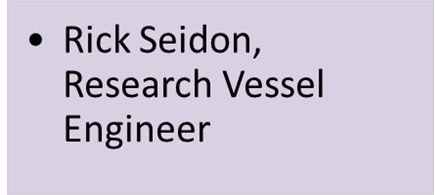 • Rick Seidon,
Research Vessel
Engineer